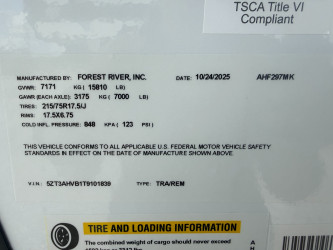 TSCA Title VI
Compliant
MANUFACTURED BY: FOREST RIVER, INC. DATE: 10/24/2025 AHF297MK
GVWR: 7171 KG ( 15810 LB)
GAWR (EACH AXLE): 3175 KG ( 7000 LB)
TIRES: 215/75R17.5/J
RIMS: 17.5X6.75
COLD INFL. PRESSURE: 848 KPA ( 123 PSI )
THIS VEHICLE CONFORMS TO ALL APPLICABLE U.S. FEDERAL MOTOR VEHICLE SAFETY
STANDARDS IN EFFECT ON THE DATE OF MANUFACTURE SHOWN ABOVE.
V.I.N.: 5ZT3AHVB1T9101839 TYPE: TRA/REM
TIRE AND LOADING INFORMATION
The combined weight of cargo should never exceed